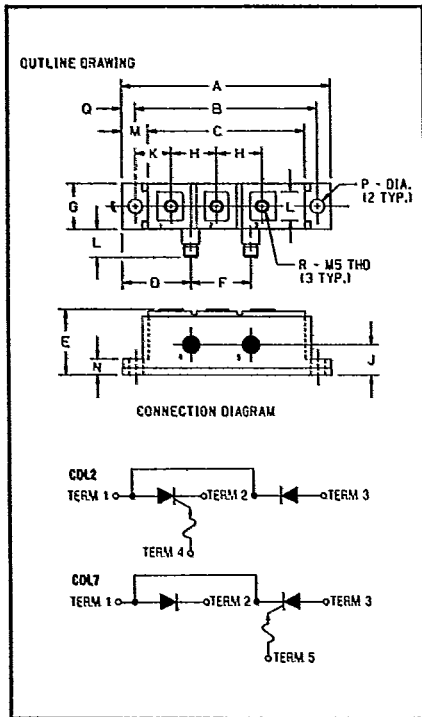 OUTLINE DRAWING
A
Q
B
M
C
K H H
P - DIA.
(2 TYP.)
G
L
L
R - M5 THD
(3 TYP.)
D F
E
N
J
CONNECTION DIAGRAM
CDL2
TERM 1 TERM 2 TERM 3
TERM 4
CDL7
TERM 1 TERM 2 TERM 3
TERM 5